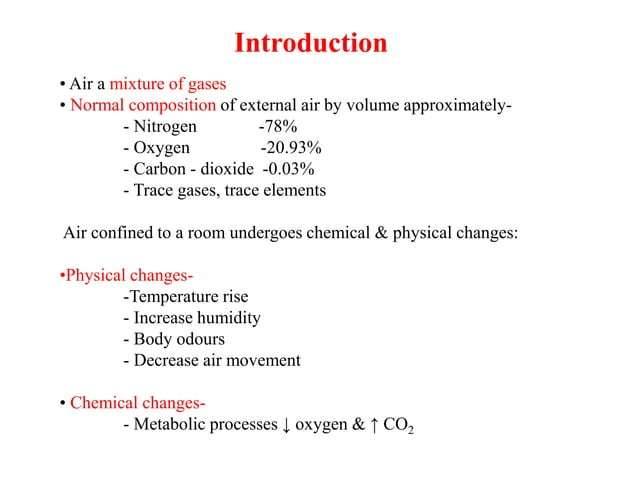 Introduction
• Air a mixture of gases
• Normal composition of external air by volume approximately-
- Nitrogen -78%
- Oxygen -20.93%
- Carbon - dioxide -0.03%
- Trace gases, trace elements
Air confined to a room undergoes chemical & physical changes:
•Physical changes-
-Temperature rise
- Increase humidity
- Body odours
- Decrease air movement
• Chemical changes-
- Metabolic processes ↓ oxygen & ↑ CO₂